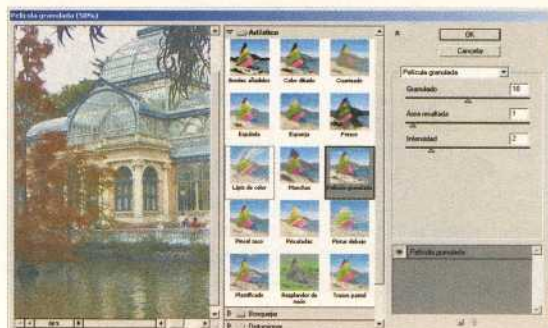 Película granulada (50%)
Artístico
OK
Cancelar
Bordes añadidos
Color diluido
Cuarteado
Película granulada
Granulado
10
Espátula
Esponja
Fresco
Área resaltada
1
Intensidad
2
Lápiz de color
Manchas
Película granulada
Pincel seco
Pinceladas
Pintar debajo
Película granulada
Plastificado
Resplandor de neón
Trazos pastel
Bosquejar
Distorsionar